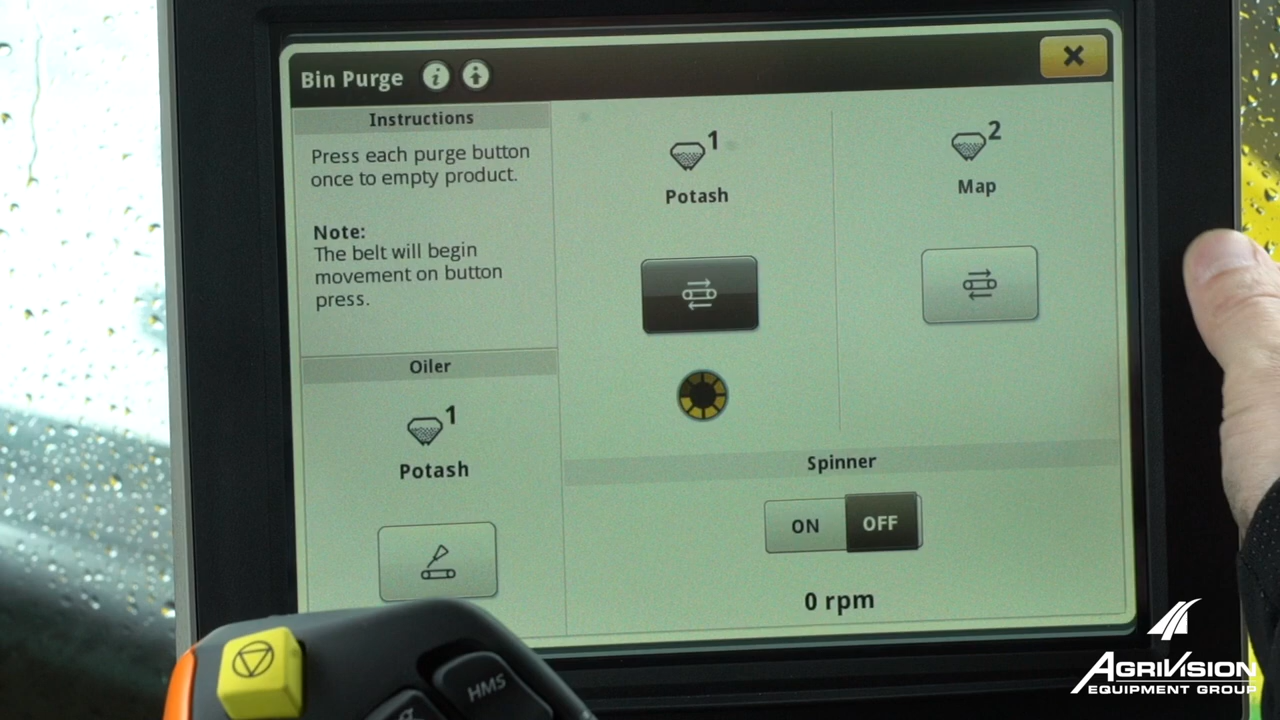 Bin Purge
Instructions
Press each purge button
once to empty product.
Note:
The belt will begin
movement on button
press.
Oiler
1
Potash
1
Potash
2
Map
Spinner
ON OFF
0 rpm
HMS
AGRIVISION
EQUIPMENT GROUP